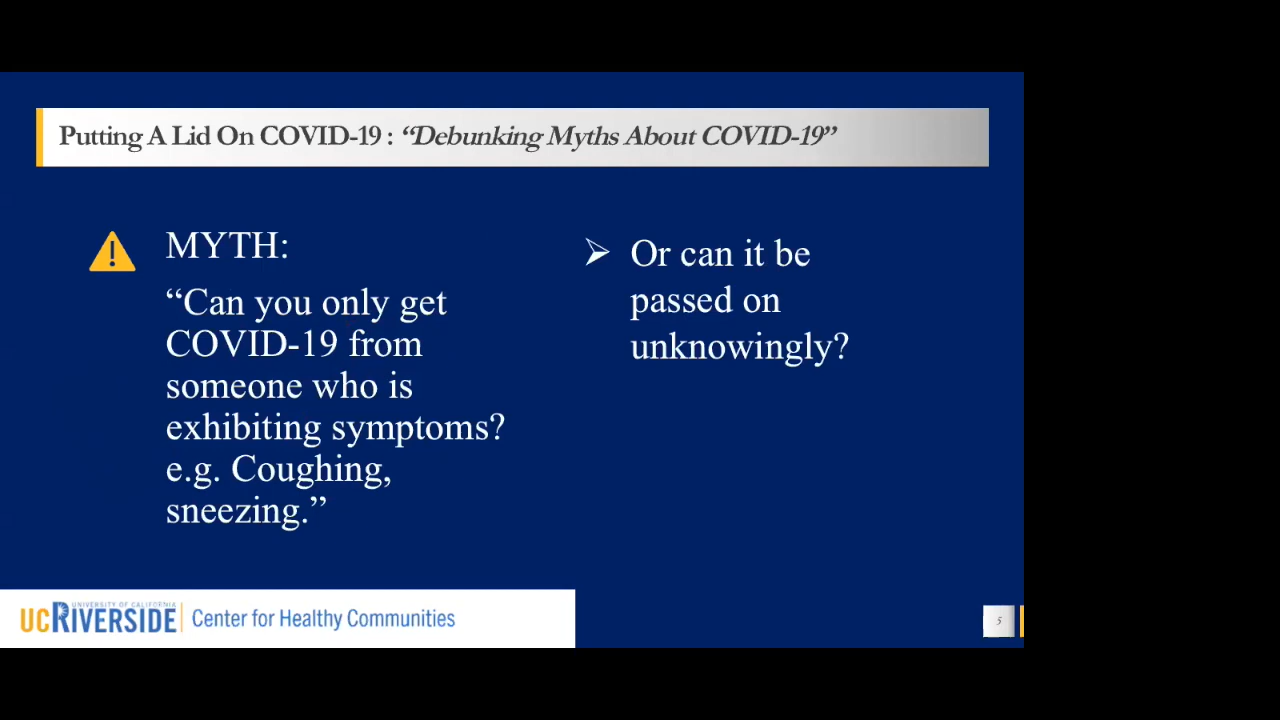 Putting A Lid On COVID-19 : “Debunking Myths About COVID-19”
MYTH:
“Can you only get
COVID-19 from
someone who is
exhibiting symptoms?
e.g. Coughing,
sneezing.”
➢ Or can it be
passed on
unknowingly?
UNIVERSITY OF CALIFORNIA
UCRIVERSIDE Center for Healthy Communities
5